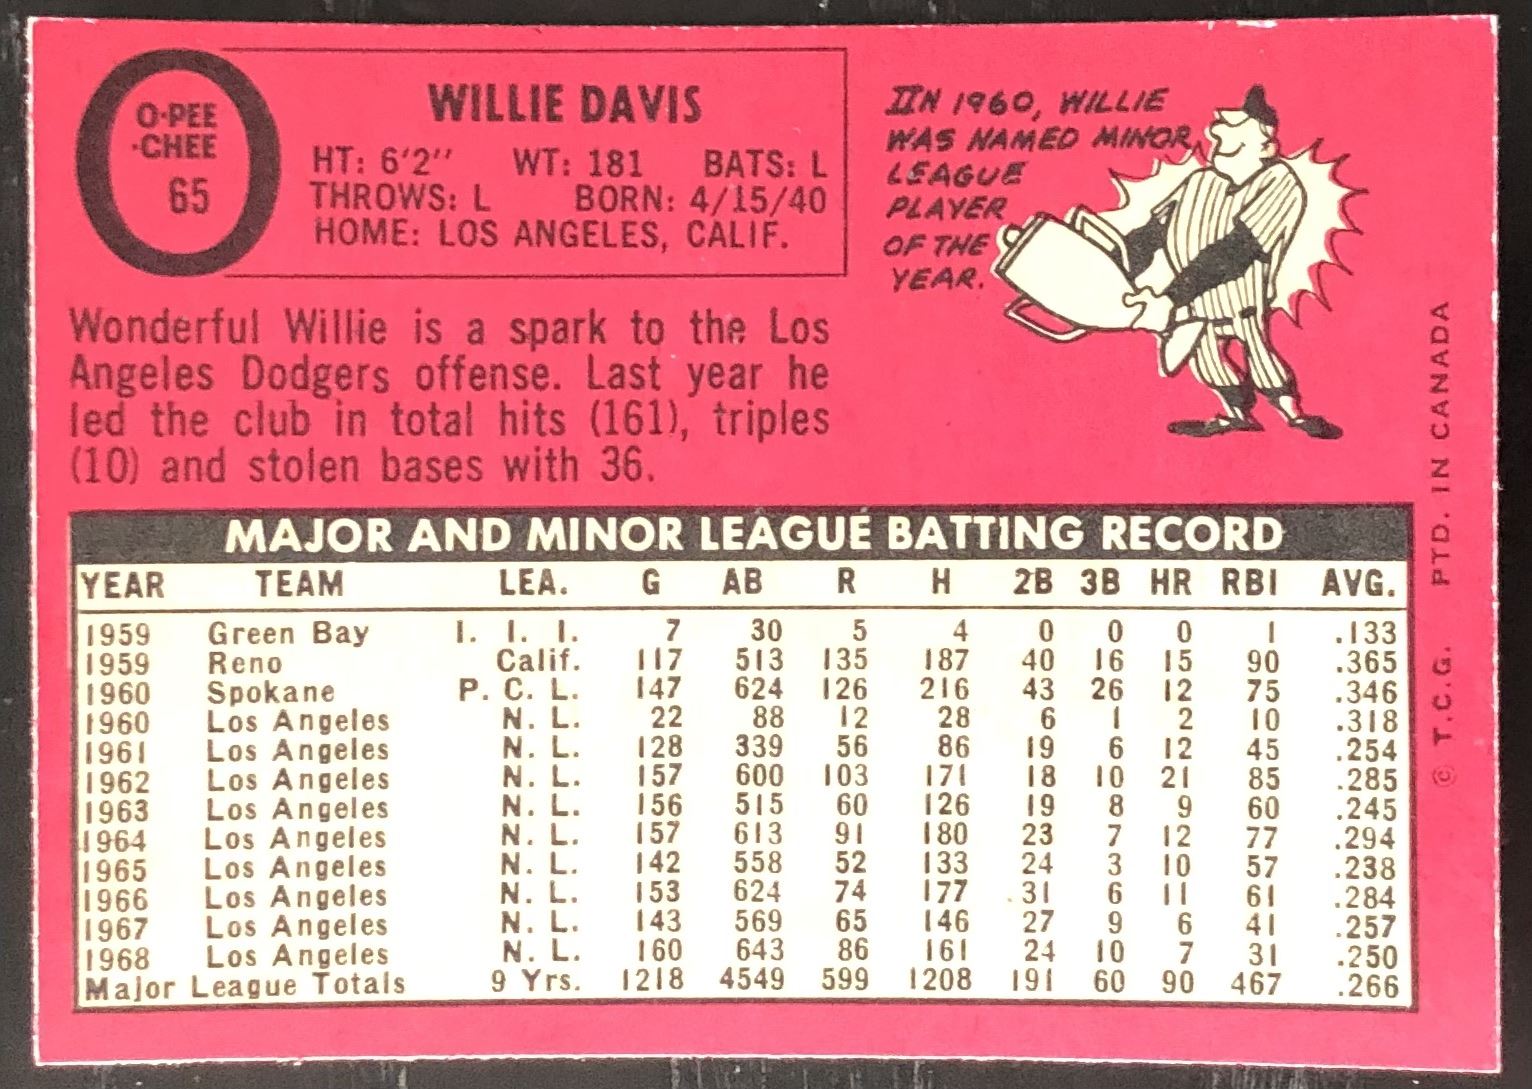 O-PEE
-CHEE
65
WILLIE DAVIS
HT: 6'2" WT: 181 BATS: L
THROWS: L BORN: 4/15/40
HOME: LOS ANGELES, CALIF.
IN 1960, WILLIE
WAS NAMED MINOR
LEAGUE
PLAYER
OF THE
YEAR.
Wonderful Willie is a spark to the Los
Angeles Dodgers offense. Last year he
led the club in total hits (161), triples
(10) and stolen bases with 36.
MAJOR AND MINOR LEAGUE BATTING RECORD
YEAR TEAM LEA. G AB R H 2B 3B HR RBI AVG.
1959 Green Bay I. I. I. 7 30 5 4 0 0 0 1 .133
1959 Reno Calif. 117 513 135 187 40 16 15 90 .365
1960 Spokane P. C. L. 147 624 126 216 43 26 12 75 .346
1960 Los Angeles N. L. 22 88 12 28 6 1 2 10 .318
1961 Los Angeles N. L. 128 339 56 86 19 6 12 45 .254
1962 Los Angeles N. L. 157 600 103 171 18 10 21 85 .285
1963 Los Angeles N. L. 156 515 60 126 19 8 9 60 .245
1964 Los Angeles N. L. 157 613 91 180 23 7 12 77 .294
1965 Los Angeles N. L. 142 558 52 133 24 3 10 57 .238
1966 Los Angeles N. L. 153 624 74 177 31 6 11 61 .284
1967 Los Angeles N. L. 143 569 65 146 27 9 6 41 .257
1968 Los Angeles N. L. 160 643 86 161 24 10 7 31 .250
Major League Totals 9 Yrs. 1218 4549 599 1208 191 60 90 467 .266
© T.C.G. PTD. IN CANADA